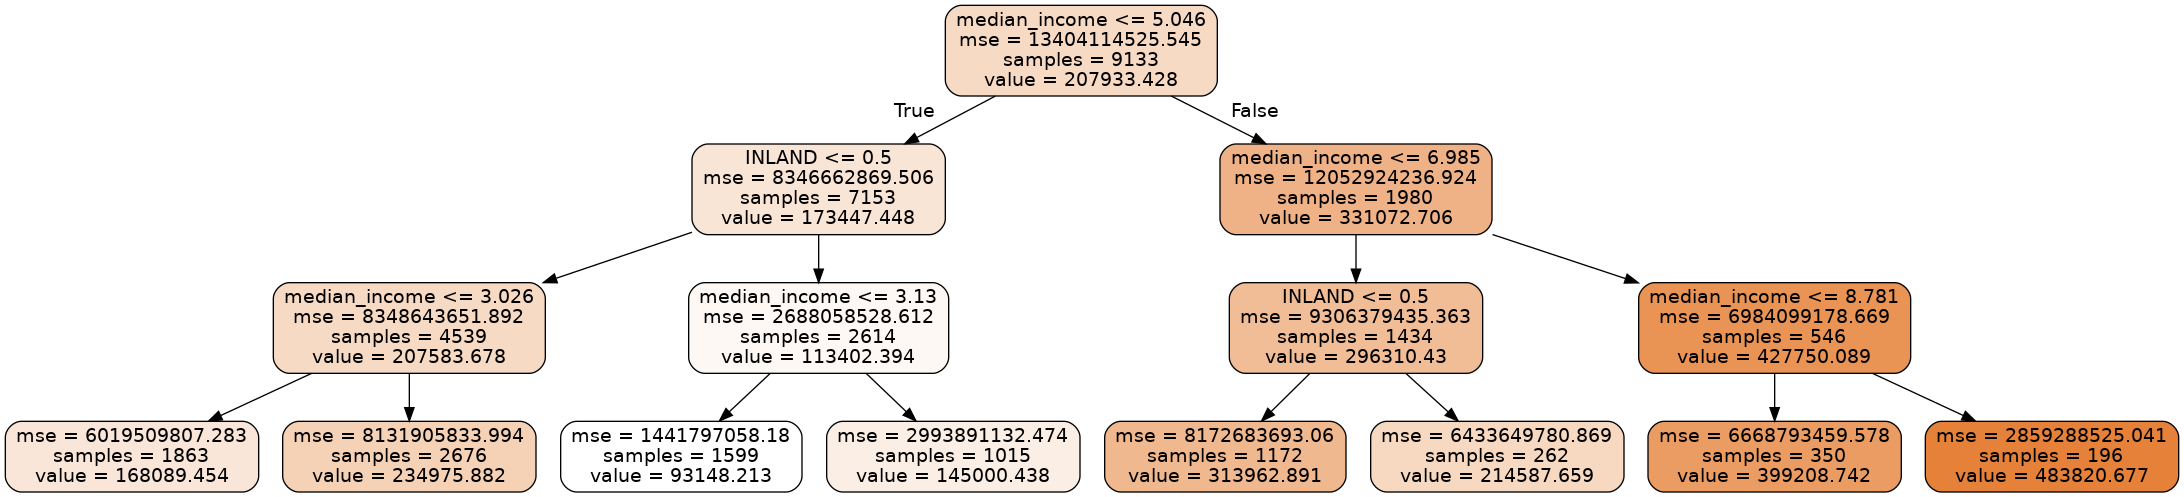 median_income <= 5.046
mse = 13404114525.545
samples = 9133
value = 207933.428
True
False
INLAND <= 0.5
mse = 8346662869.506
samples = 7153
value = 173447.448
median_income <= 6.985
mse = 12052924236.924
samples = 1980
value = 331072.706
median_income <= 3.026
mse = 8348643651.892
samples = 4539
value = 207583.678
median_income <= 3.13
mse = 2688058528.612
samples = 2614
value = 113402.394
INLAND <= 0.5
mse = 9306379435.363
samples = 1434
value = 296310.43
median_income <= 8.781
mse = 6984099178.669
samples = 546
value = 427750.089
mse = 6019509807.283
samples = 1863
value = 168089.454
mse = 8131905833.994
samples = 2676
value = 234975.882
mse = 1441797058.18
samples = 1599
value = 93148.213
mse = 2993891132.474
samples = 1015
value = 145000.438
mse = 8172683693.06
samples = 1172
value = 313962.891
mse = 6433649780.869
samples = 262
value = 214587.659
mse = 6668793459.578
samples = 350
value = 399208.742
mse = 2859288525.041
samples = 196
value = 483820.677